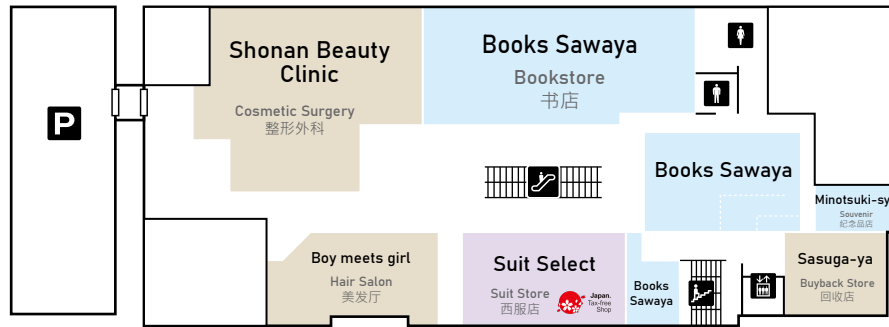 P
Shonan Beauty
Clinic
Cosmetic Surgery
整形外科
Books Sawaya
Bookstore
书店
Books Sawaya
Minotsuki-sy
Souvenir
紀念品店
Boy meets girl
Hair Salon
美发厅
Suit Select
Suit Store
西服店
Japan.
Tax-free
Shop
Books
Sawaya
Sasuga-ya
Buyback Store
回收店